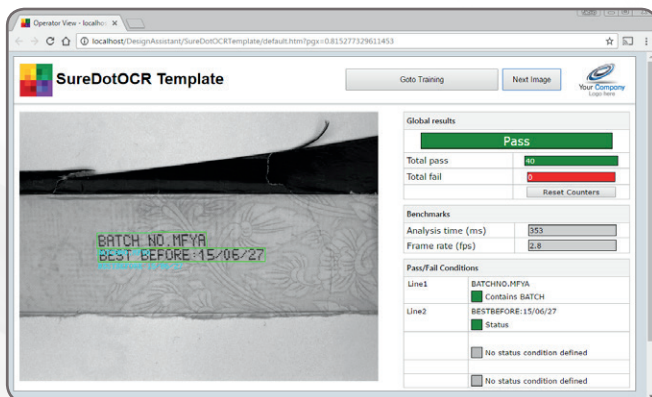 Operator View - localhos
localhost/DesignAssistant/SureDotOCRTemplate/default.htm?pgx=0.815277329611453
SureDotOCR Template
Goto Training
Next Image
Your Company
Logo here
Global results
Pass
Total pass
40
Total fail
0
Reset Counters
Benchmarks
Analysis time (ms)
353
Frame rate (fps)
2.8
Pass/Fail Conditions
Line1
BATCHNO.MFYA
Contains BATCH
Line2
BESTBEFORE:15/06/27
Status
No status condition defined
No status condition defined
BATCH NO.MFYA
BEST BEFORE:15/06/27